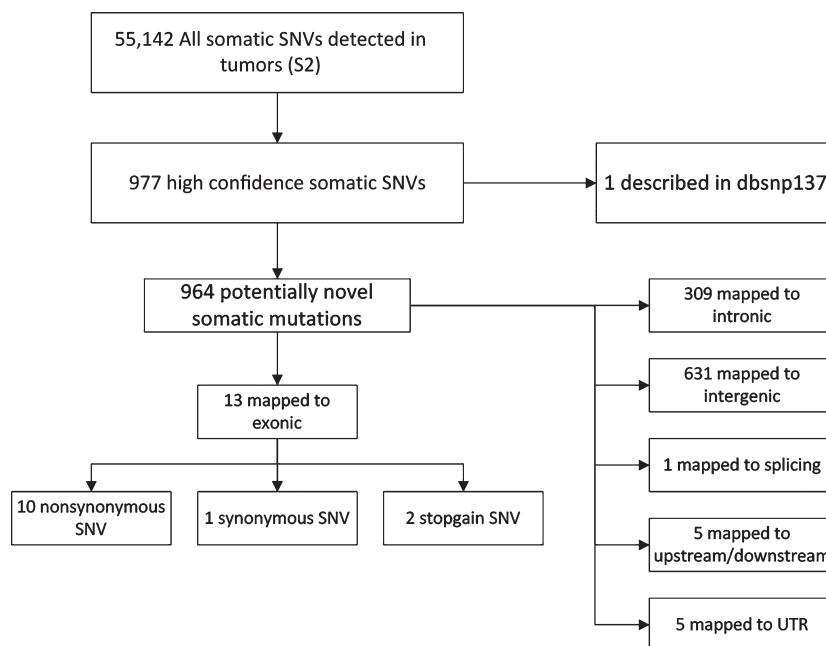 55,142 All somatic SNVs detected in
tumors (S2)
977 high confidence somatic SNVs
1 described in dbsnp137
964 potentially novel
somatic mutations
309 mapped to
intronic
631 mapped to
intergenic
13 mapped to
exonic
1 mapped to splicing
10 nonsynonymous
SNV
1 synonymous SNV
2 stopgain SNV
5 mapped to
upstream/downstream
5 mapped to UTR